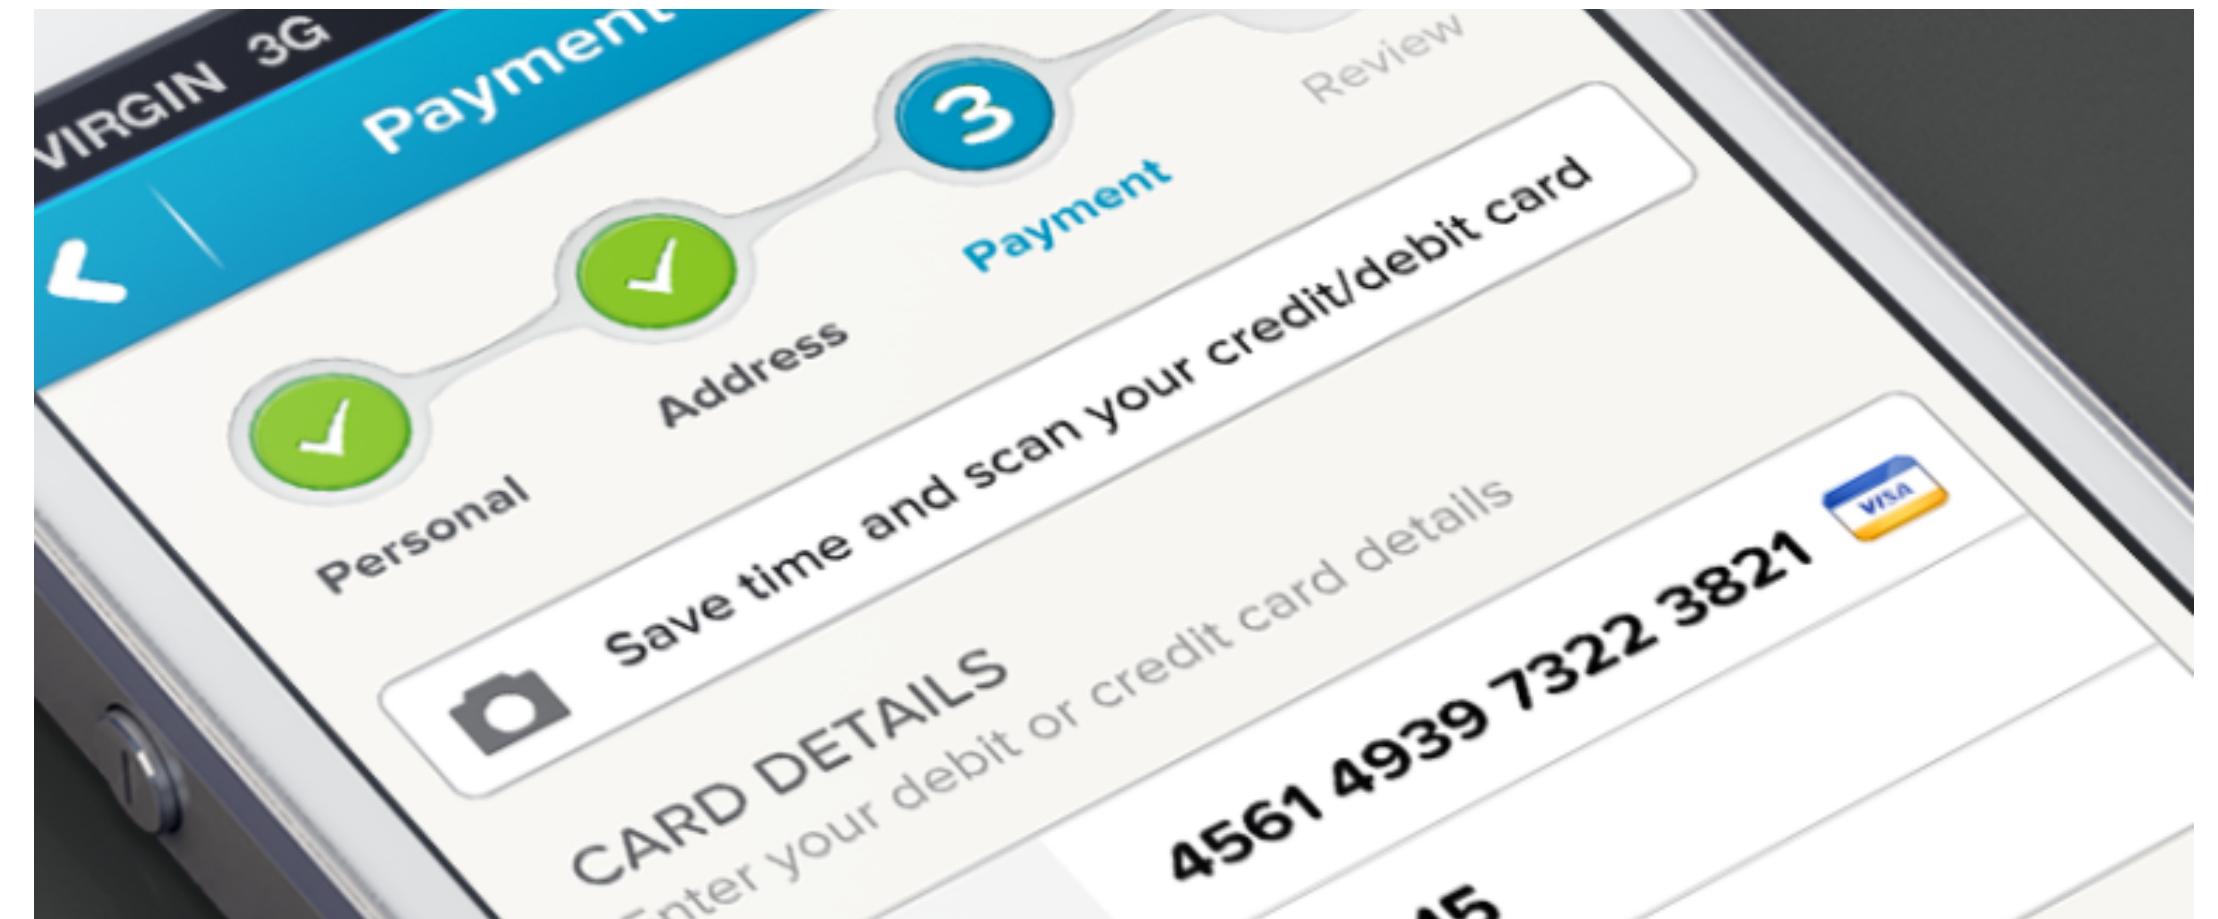 VIRGIN 3G
Payment
3
Review
Payment
Address
Personal
Save time and scan your credit/debit card
CARD DETAILS
Enter your debit or credit card details
4561 4939 7322 3821
VISA